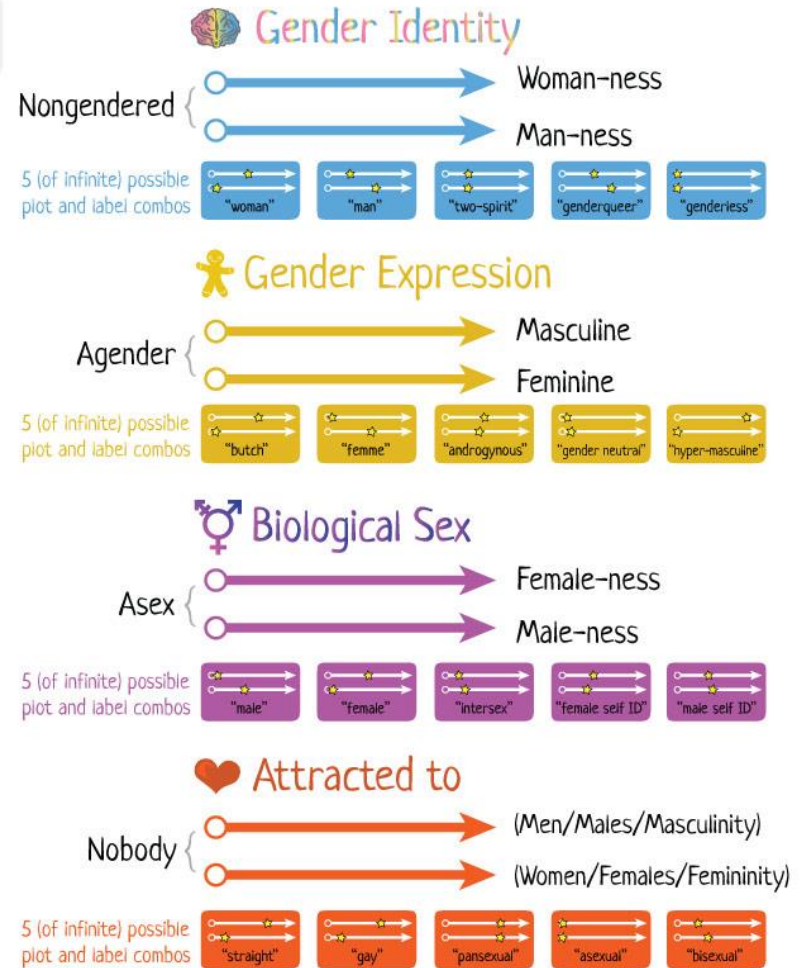 Gender Identity
Nongendered
Woman-ness
Man-ness
5 (of infinite) possible
plot and label combos
"woman"
"man"
"two-spirit"
"genderqueer"
"genderless"
Gender Expression
Agender
Masculine
Feminine
5 (of infinite) possible
plot and label combos
"butch"
"femme"
"androgynous"
"gender neutral"
"hyper-masculine"
Biological Sex
Asex
Female-ness
Male-ness
5 (of infinite) possible
plot and label combos
"male"
"female"
"intersex"
"female self ID"
"male self ID"
Attracted to
Nobody
(Men/Males/Masculinity)
(Women/Females/Femininity)
5 (of infinite) possible
plot and label combos
"straight"
"gay"
"pansexual"
"asexual"
"bisexual"